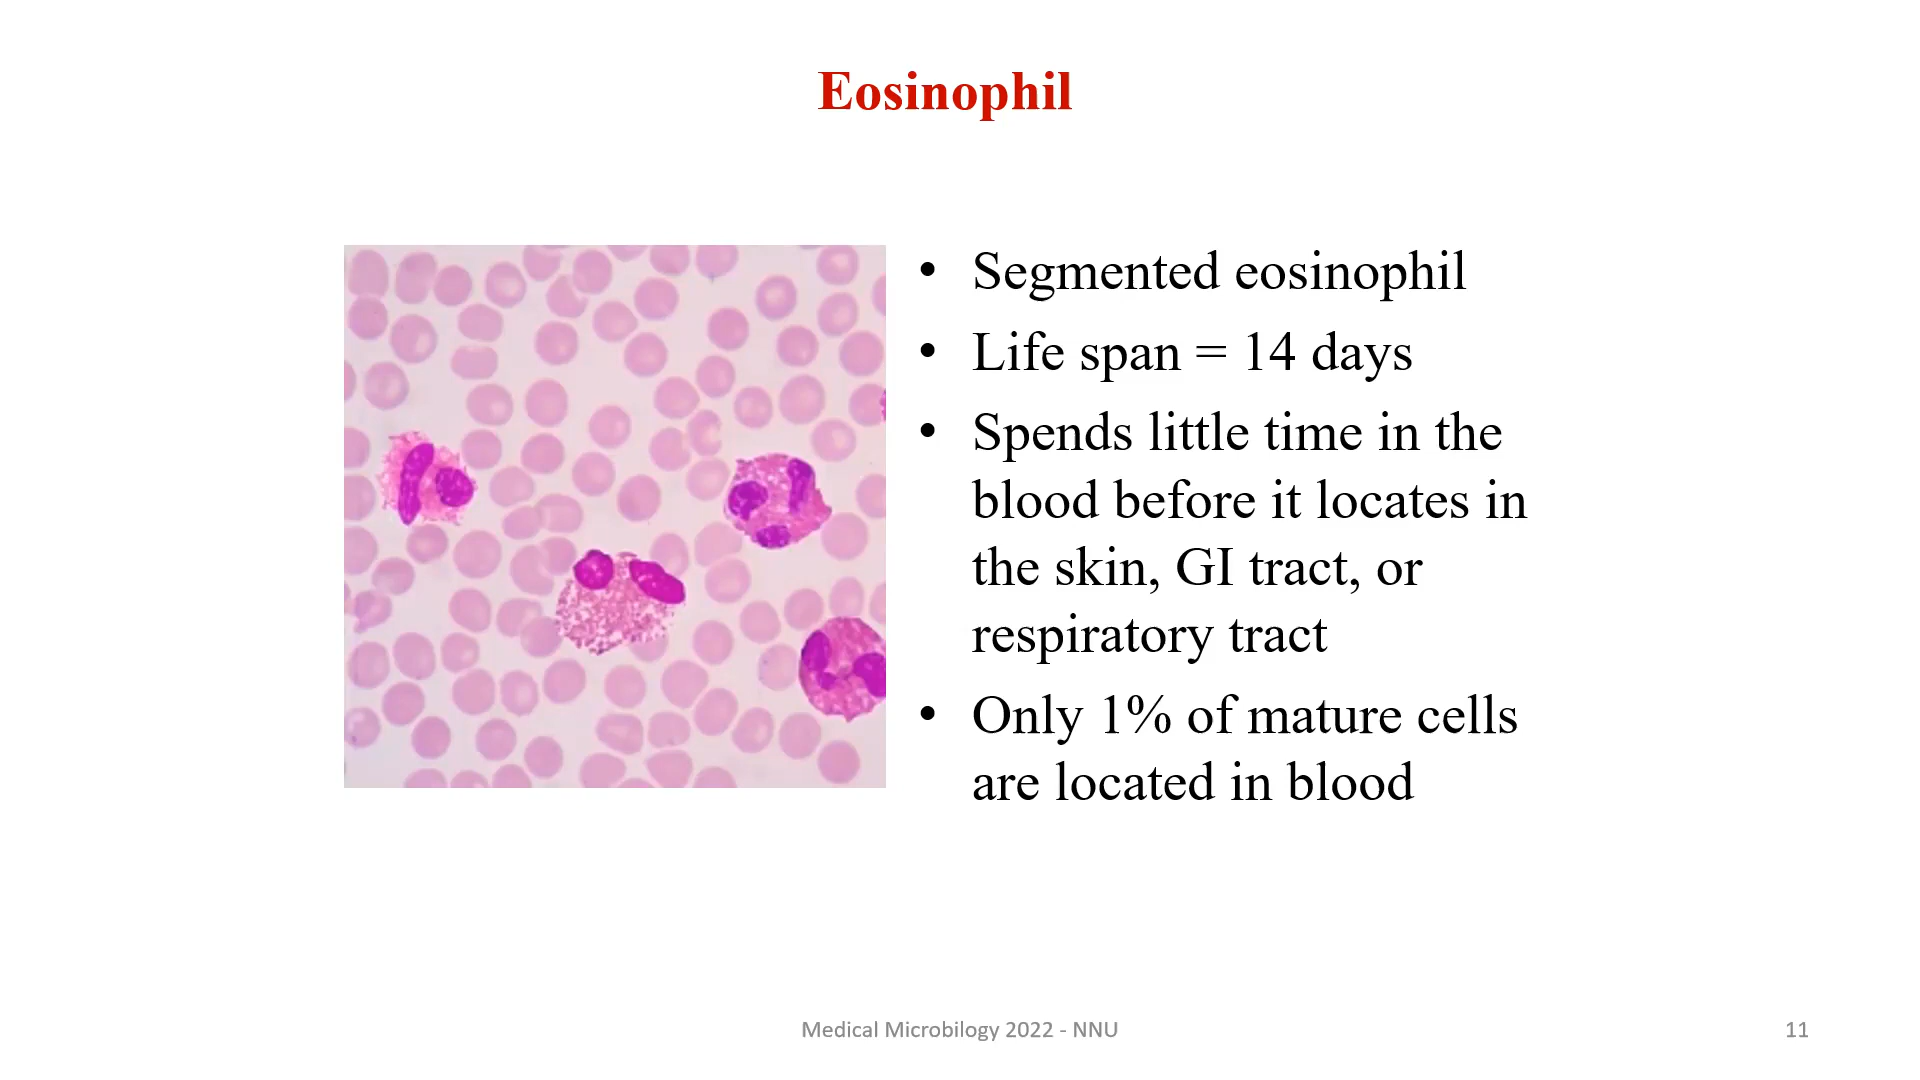 Eosinophil
• Segmented eosinophil
• Life span = 14 days
• Spends little time in the
blood before it locates in
the skin, GI tract, or
respiratory tract
• Only 1% of mature cells
are located in blood
Medical Microbilogy 2022 - NNU
11